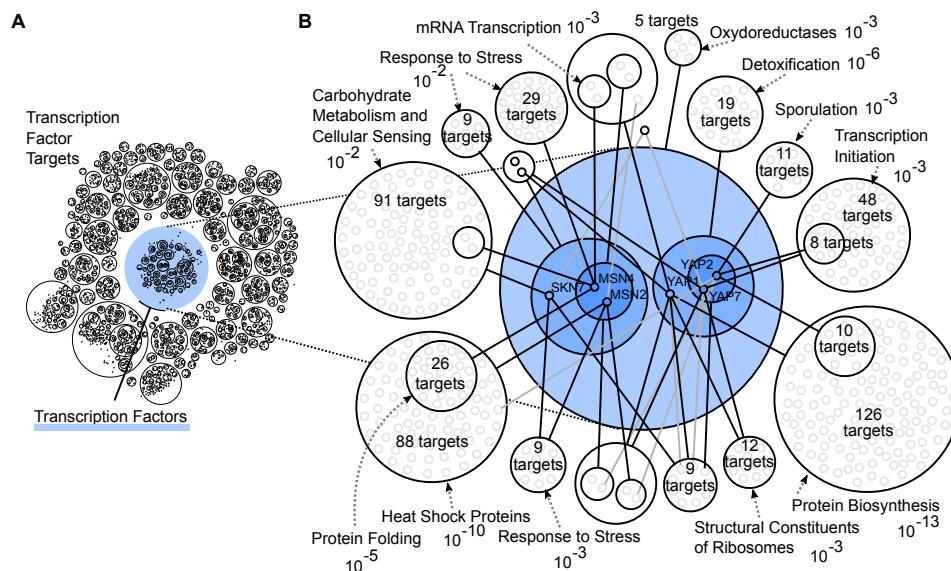 A
B
Transcription
Factor
Targets
Transcription Factors
mRNA Transcription 10-3
5 targets
Oxydoreductases 10-3
Response to Stress
10-2
Detoxification 10-6
Carbohydrate
Metabolism and
Cellular Sensing
10-2
9
targets
29
targets
19
targets
Sporulation 10-3
11
targets
Transcription
Initiation
10-3
91 targets
48
targets
8 targets
SKN7
MSN4
MSN2
YAP2
YAP1
YAP7
26
targets
88 targets
10
targets
126
targets
9
targets
9
targets
12
targets
Heat Shock Proteins
10-10
Protein Folding
10-5
Response to Stress
10-3
Structural Constituents
of Ribosomes
10-3
Protein Biosynthesis
10-13